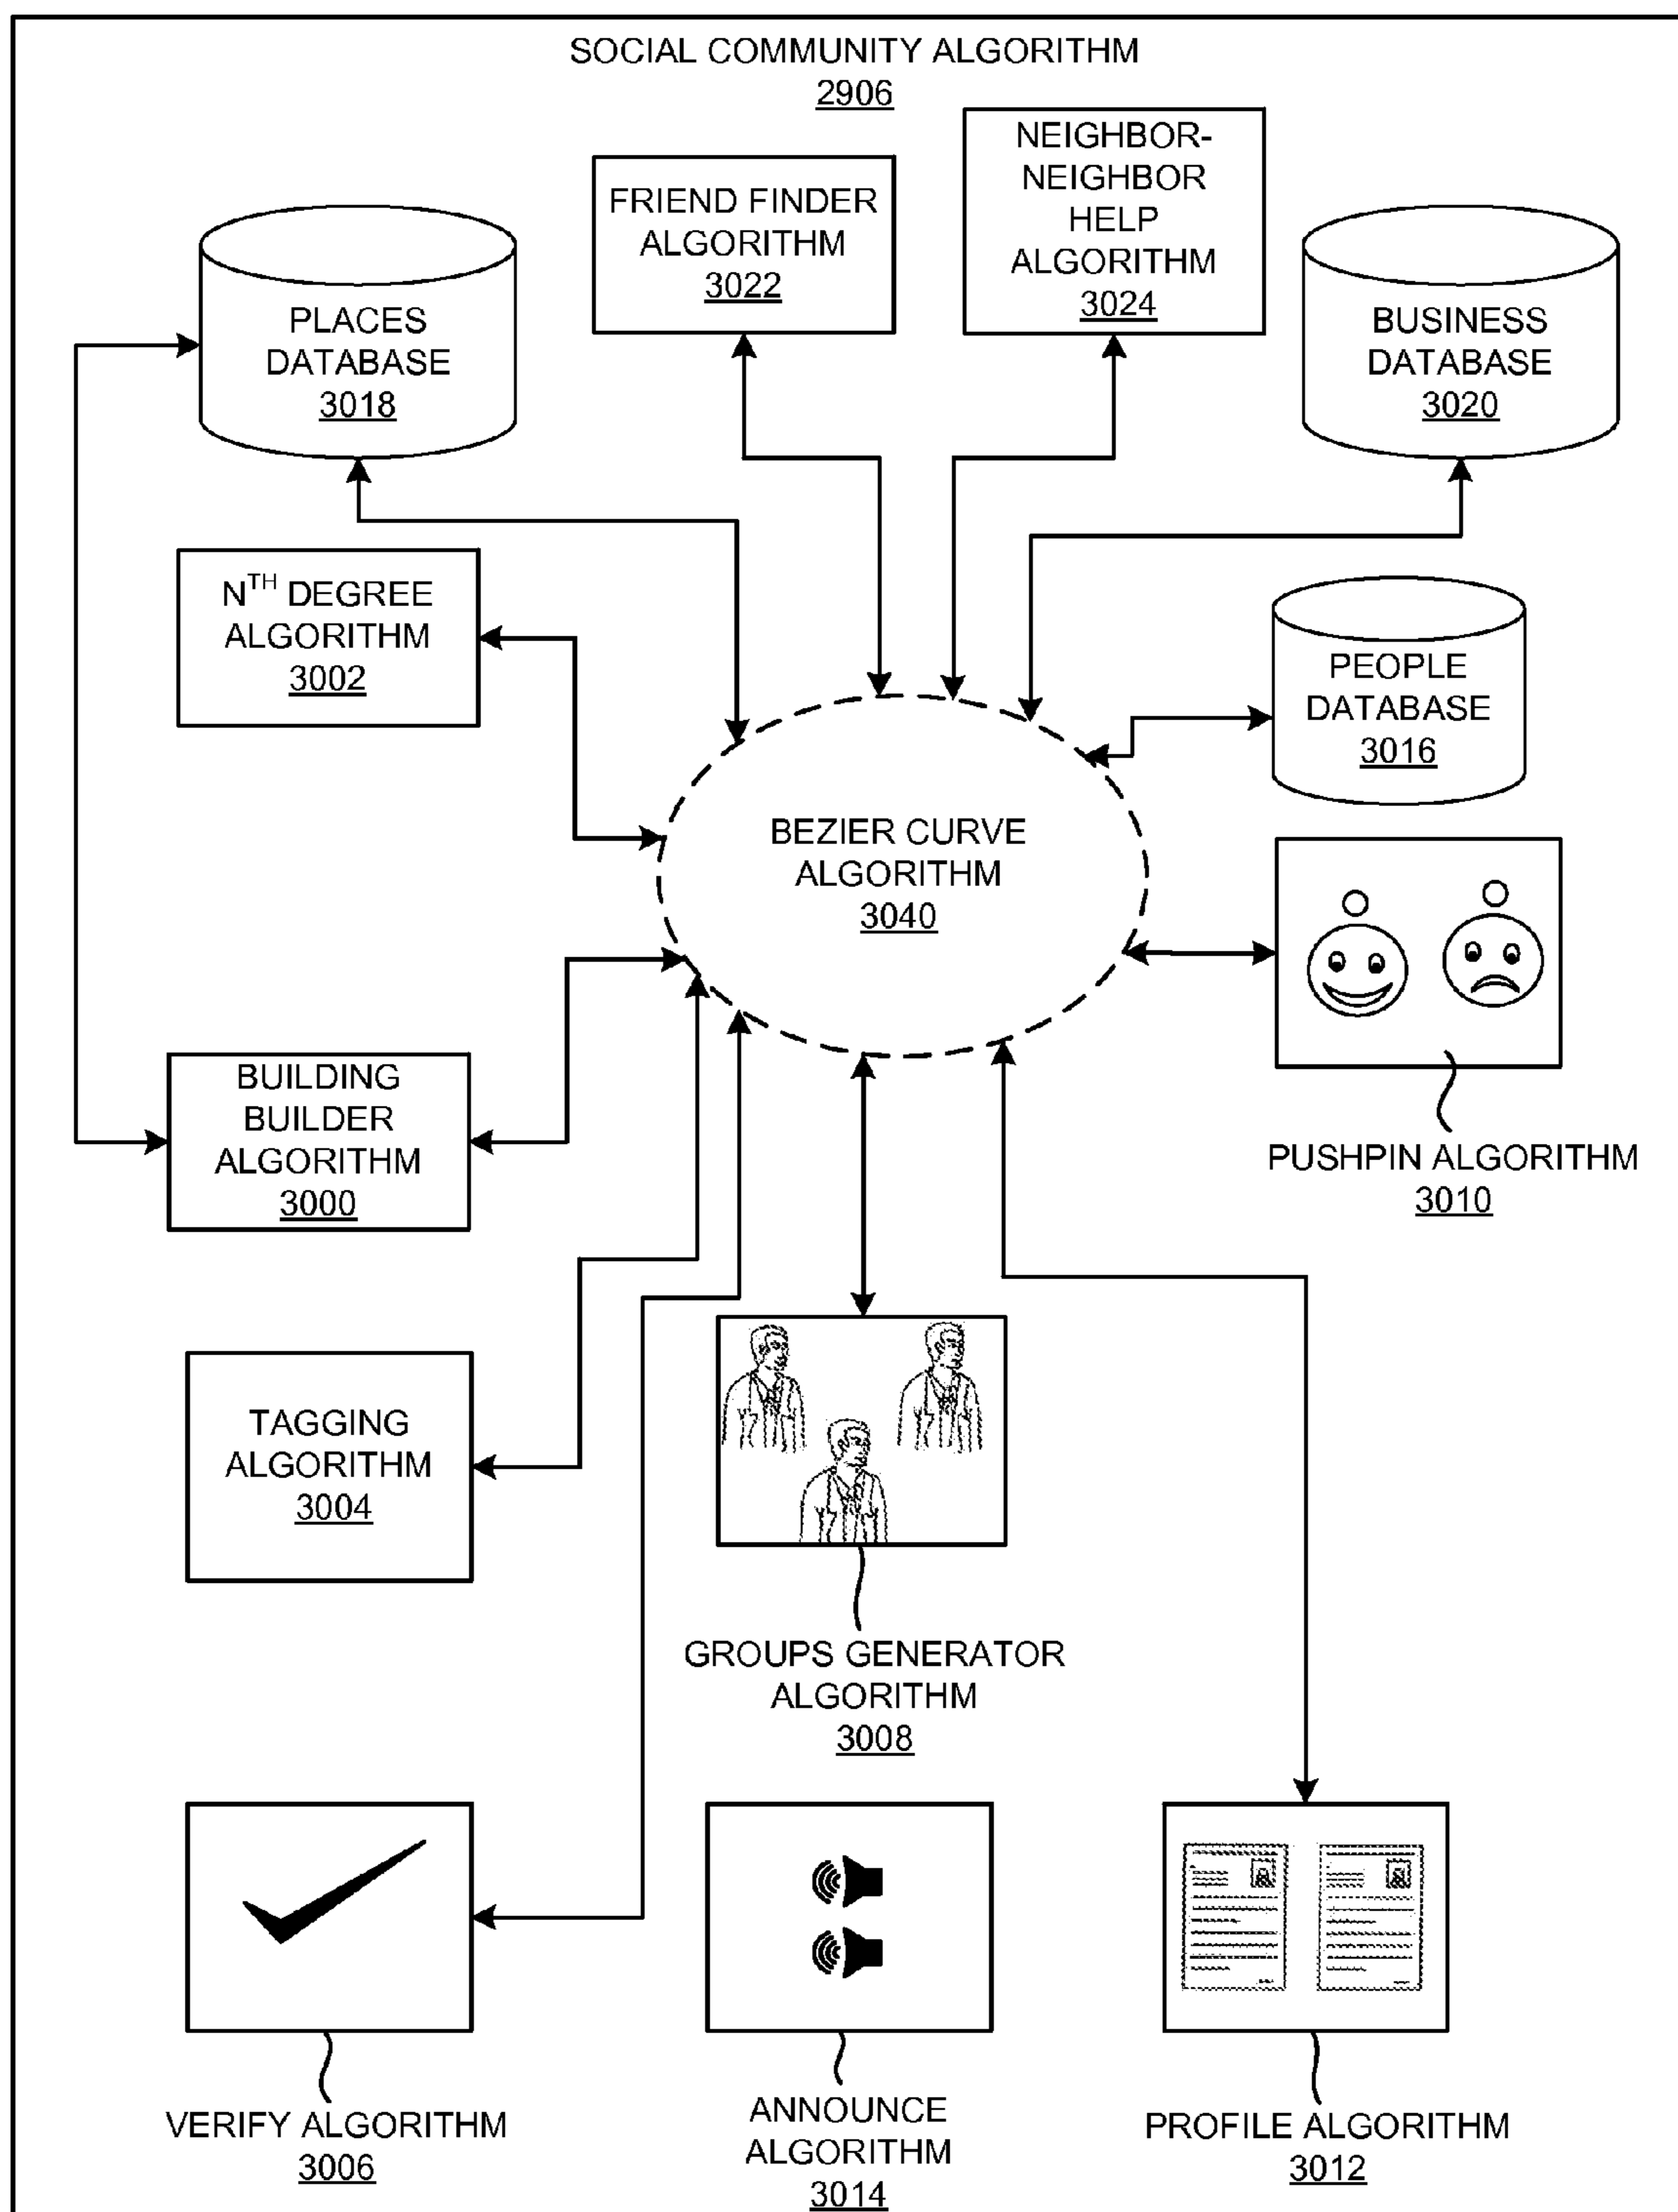 SOCIAL COMMUNITY ALGORITHM
2906
NEIGHBOR-
NEIGHBOR
HELP
ALGORITHM
3024
FRIEND FINDER
ALGORITHM
3022
PLACES
DATABASE
3018
BUSINESS
DATABASE
3020
NTH DEGREE
ALGORITHM
3002
PEOPLE
DATABASE
3016
BEZIER CURVE
ALGORITHM
3040
BUILDING
BUILDER
ALGORITHM
3000
PUSHPIN ALGORITHM
3010
TAGGING
ALGORITHM
3004
GROUPS GENERATOR
ALGORITHM
3008
VERIFY ALGORITHM
3006
ANNOUNCE
ALGORITHM
3014
PROFILE ALGORITHM
3012